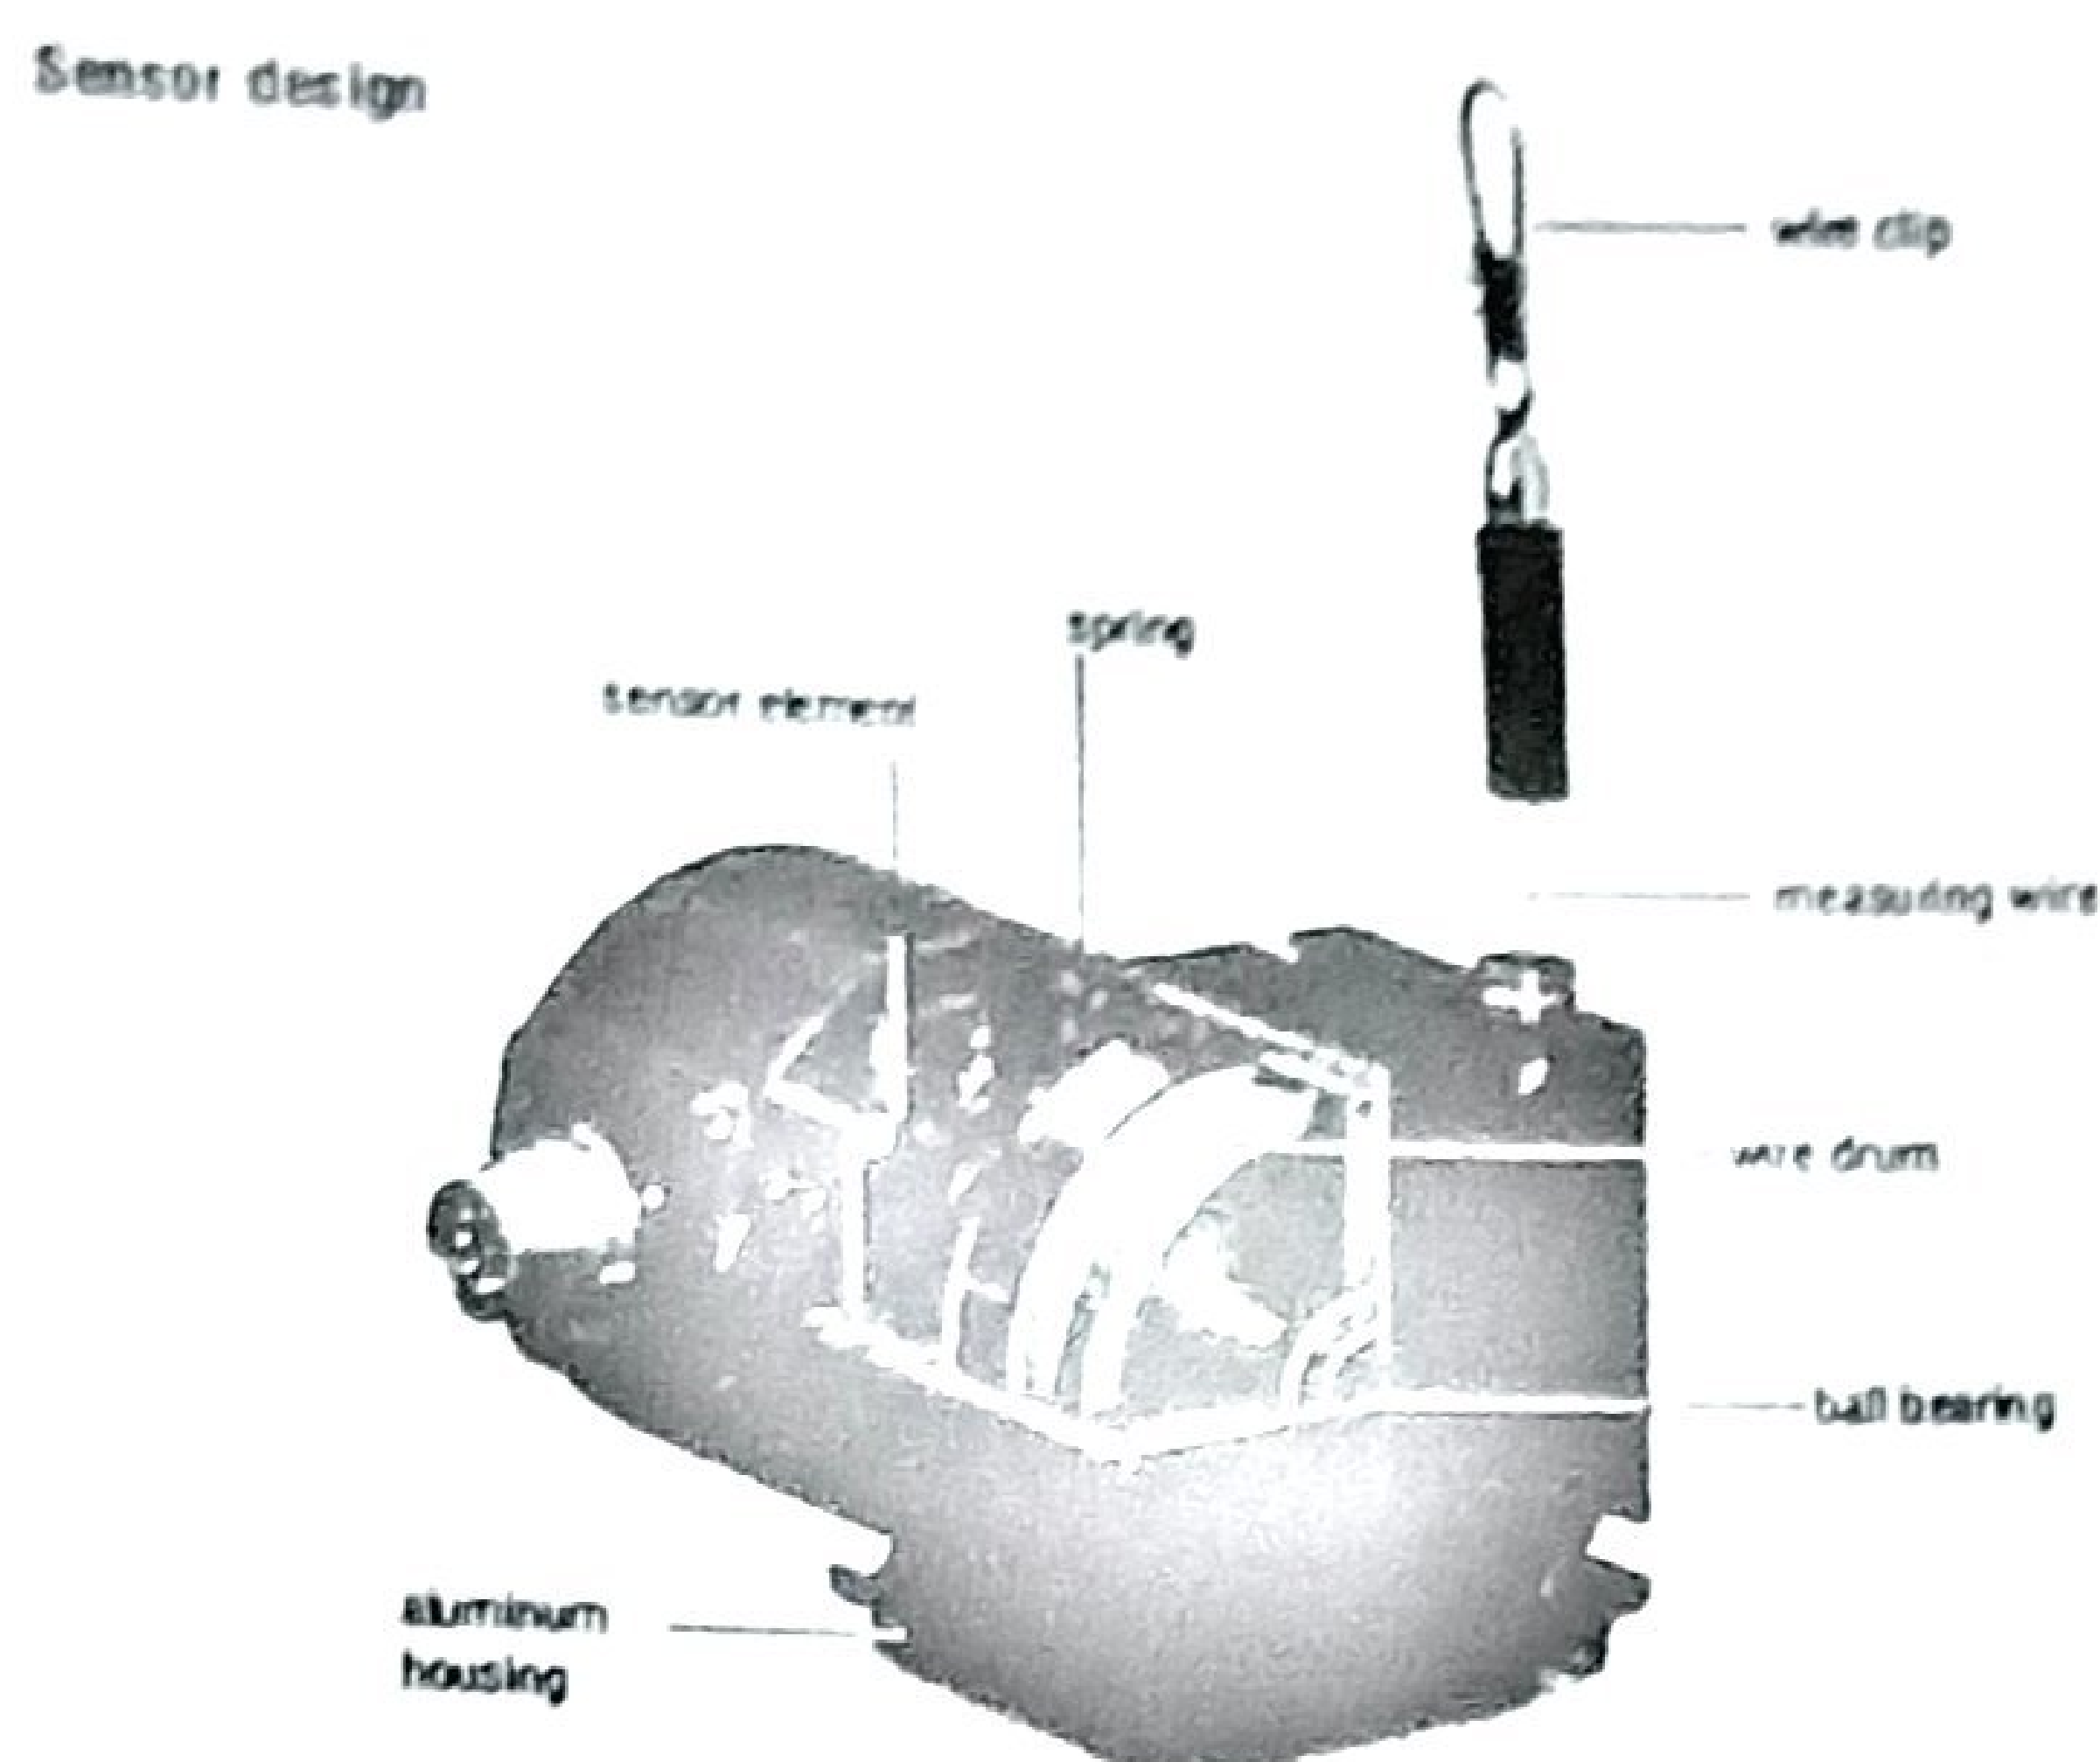 Sensor design
wire clip
spring
sensor element
measuring wire
wire drum
ball bearing
aluminum
housing